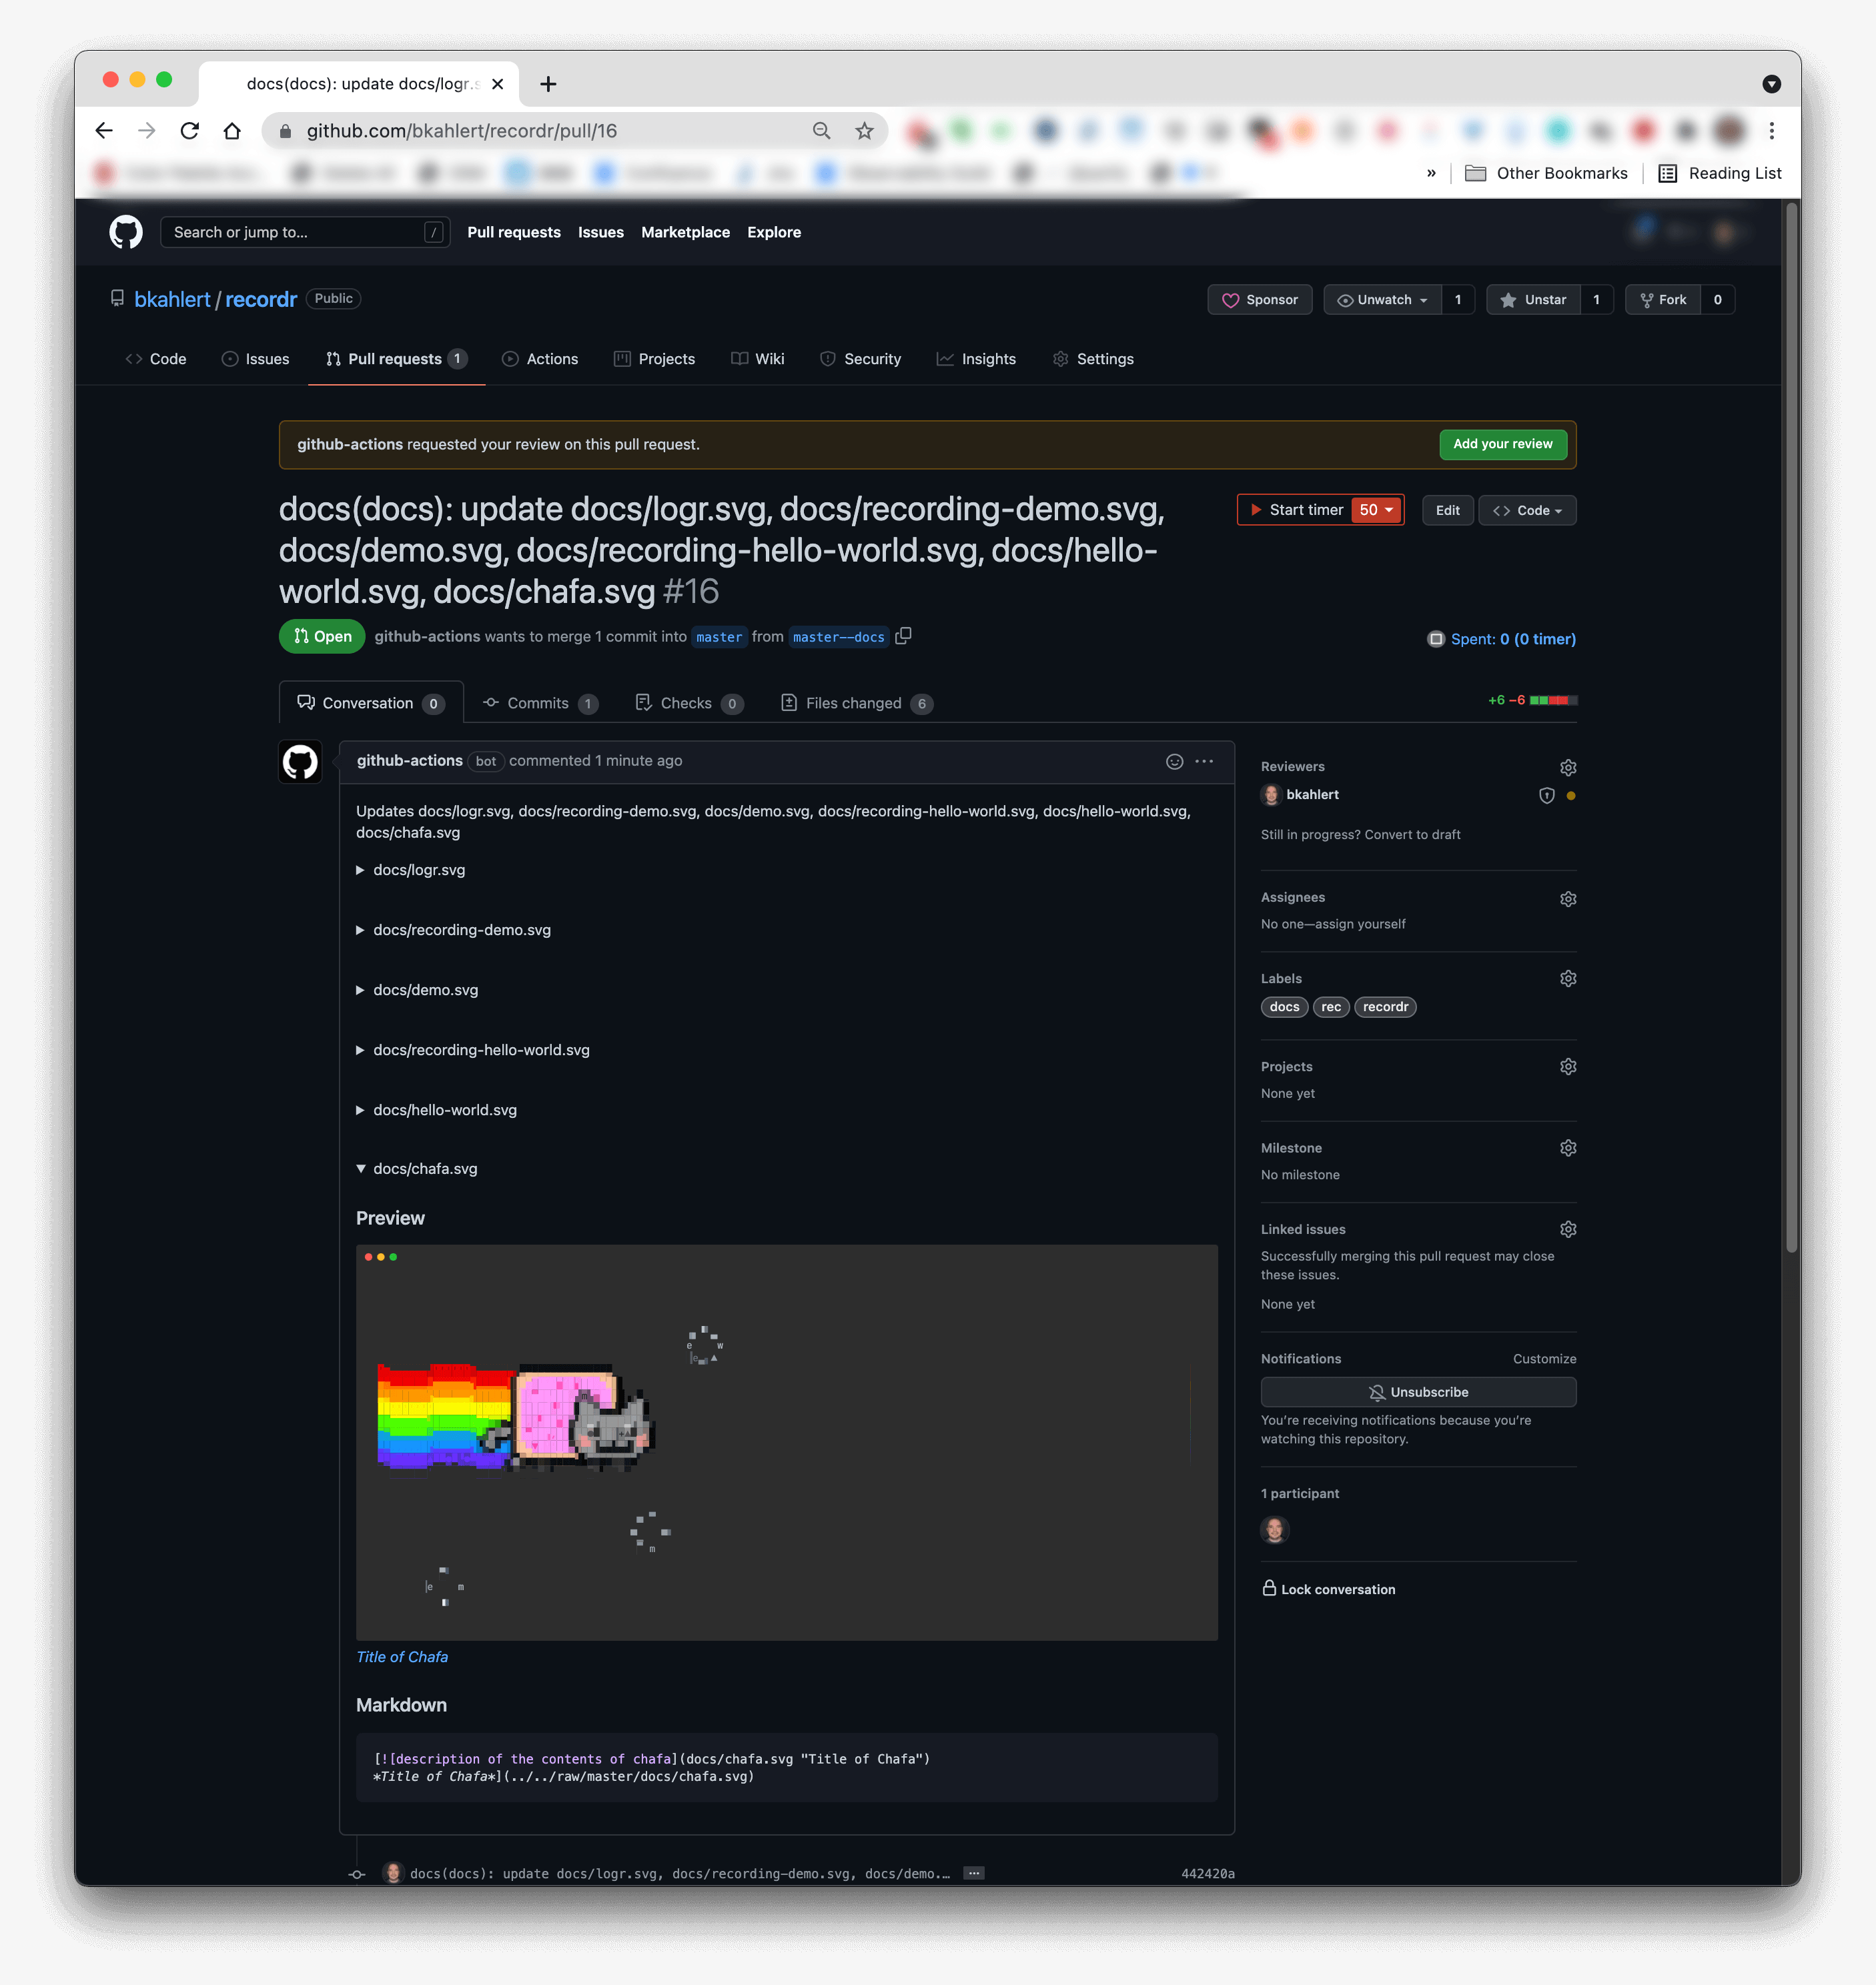 docs(docs): update docs/logr.s
github.com/bkahlert/recordr/pull/16
» Other Bookmarks Reading List
Search or jump to... /
Pull requests Issues Marketplace Explore
bkahlert / recordr Public
Sponsor Unwatch 1 Unstar 1 Fork 0
Code Issues Pull requests 1 Actions Projects Wiki Security Insights Settings
github-actions requested your review on this pull request. Add your review
docs(docs): update docs/logr.svg, docs/recording-demo.svg,
docs/demo.svg, docs/recording-hello-world.svg, docs/hello-
world.svg, docs/chafa.svg #16
Start timer 50 Edit Code
Open github-actions wants to merge 1 commit into master from master--docs
Spent: 0 (0 timer)
Conversation 0 Commits 1 Checks 0 Files changed 6
+6 −6
github-actions bot commented 1 minute ago
Updates docs/logr.svg, docs/recording-demo.svg, docs/demo.svg, docs/recording-hello-world.svg, docs/hello-world.svg,
docs/chafa.svg
docs/logr.svg
docs/recording-demo.svg
docs/demo.svg
docs/recording-hello-world.svg
docs/hello-world.svg
docs/chafa.svg
Preview
e w
m
e m
Title of Chafa
Markdown
[![description of the contents of chafa](docs/chafa.svg "Title of Chafa")
*Title of Chafa*](../../raw/master/docs/chafa.svg)
docs(docs): update docs/logr.svg, docs/recording-demo.svg, docs/demo.… ... 442420a
Reviewers
bkahlert
Still in progress? Convert to draft
Assignees
No one—assign yourself
Labels
docs rec recordr
Projects
None yet
Milestone
No milestone
Linked issues
Successfully merging this pull request may close
these issues.
None yet
Notifications Customize
Unsubscribe
You're receiving notifications because you're
watching this repository.
1 participant
Lock conversation